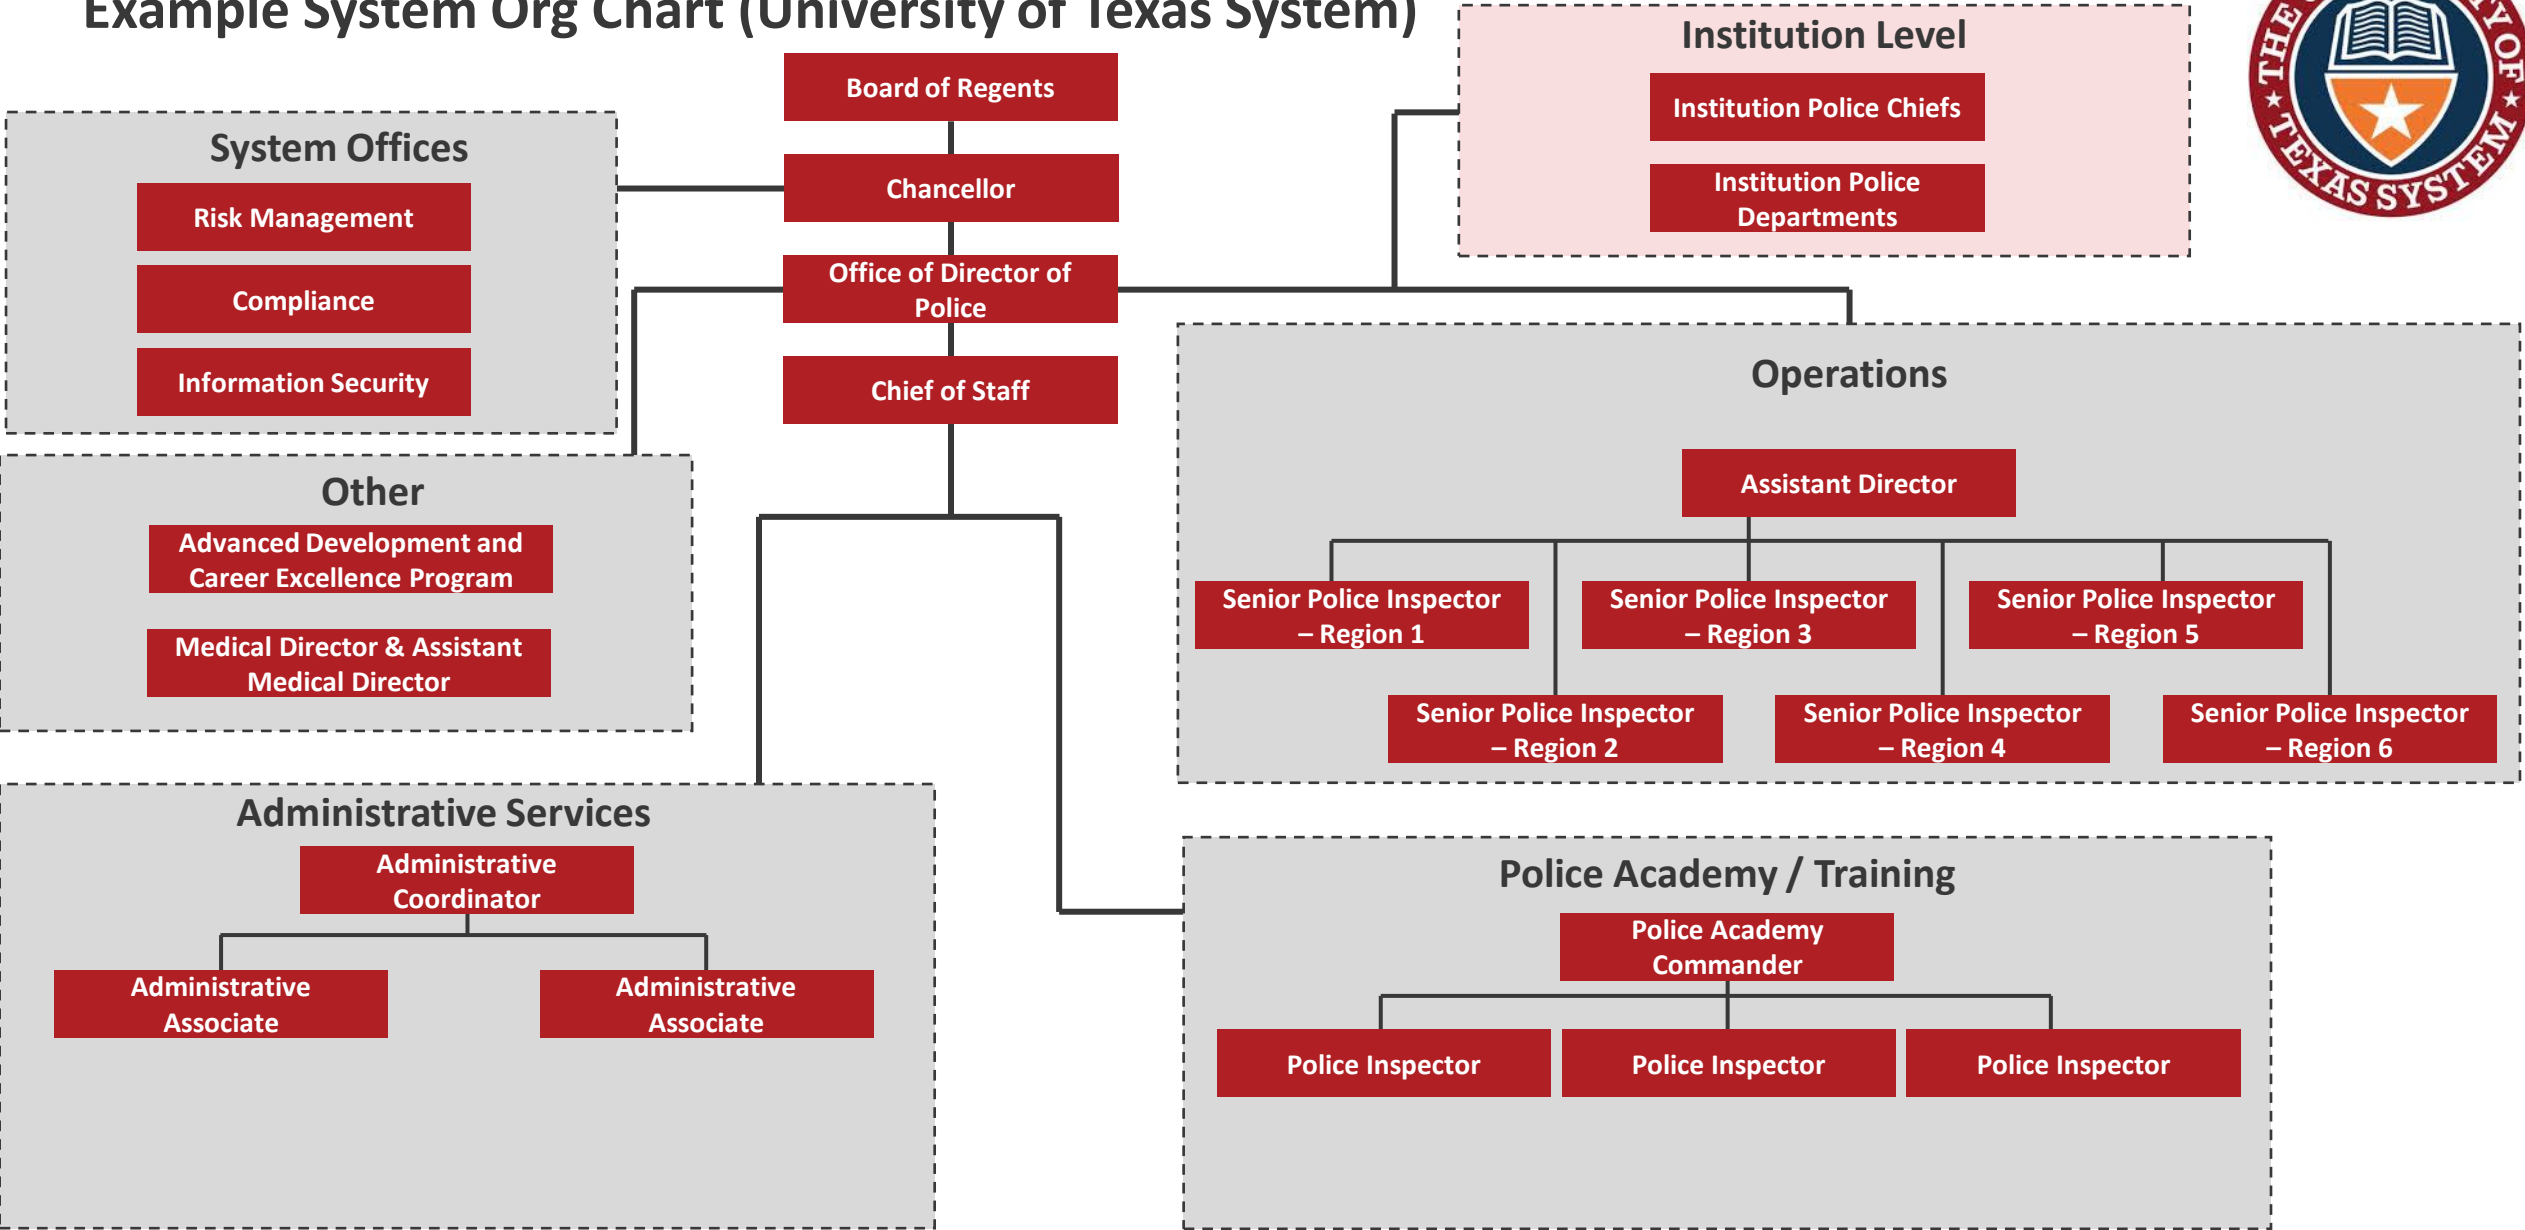 Example System Org Chart (University of Texas System)
Board of Regents
Chancellor
Office of Director of
Police
Chief of Staff
System Offices
Risk Management
Compliance
Information Security
Institution Level
Institution Police Chiefs
Institution Police
Departments
THE
TY OF
TEXAS SYSTEM
Other
Advanced Development and
Career Excellence Program
Medical Director & Assistant
Medical Director
Operations
Assistant Director
Senior Police Inspector
– Region 1
Senior Police Inspector
– Region 3
Senior Police Inspector
– Region 5
Senior Police Inspector
– Region 2
Senior Police Inspector
– Region 4
Senior Police Inspector
– Region 6
Administrative Services
Administrative
Coordinator
Administrative
Associate
Administrative
Associate
Police Academy / Training
Police Academy
Commander
Police Inspector
Police Inspector
Police Inspector